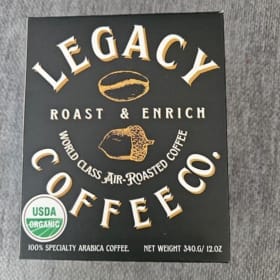 LEGACY
ROAST & ENRICH
WORLD CLASS AIR-ROASTED COFFEE
COFFEE CO.
USDA
ORGANIC
100% SPECIALTY ARABICA COFFEE. NET WEIGHT 340.G/ 12.OZ